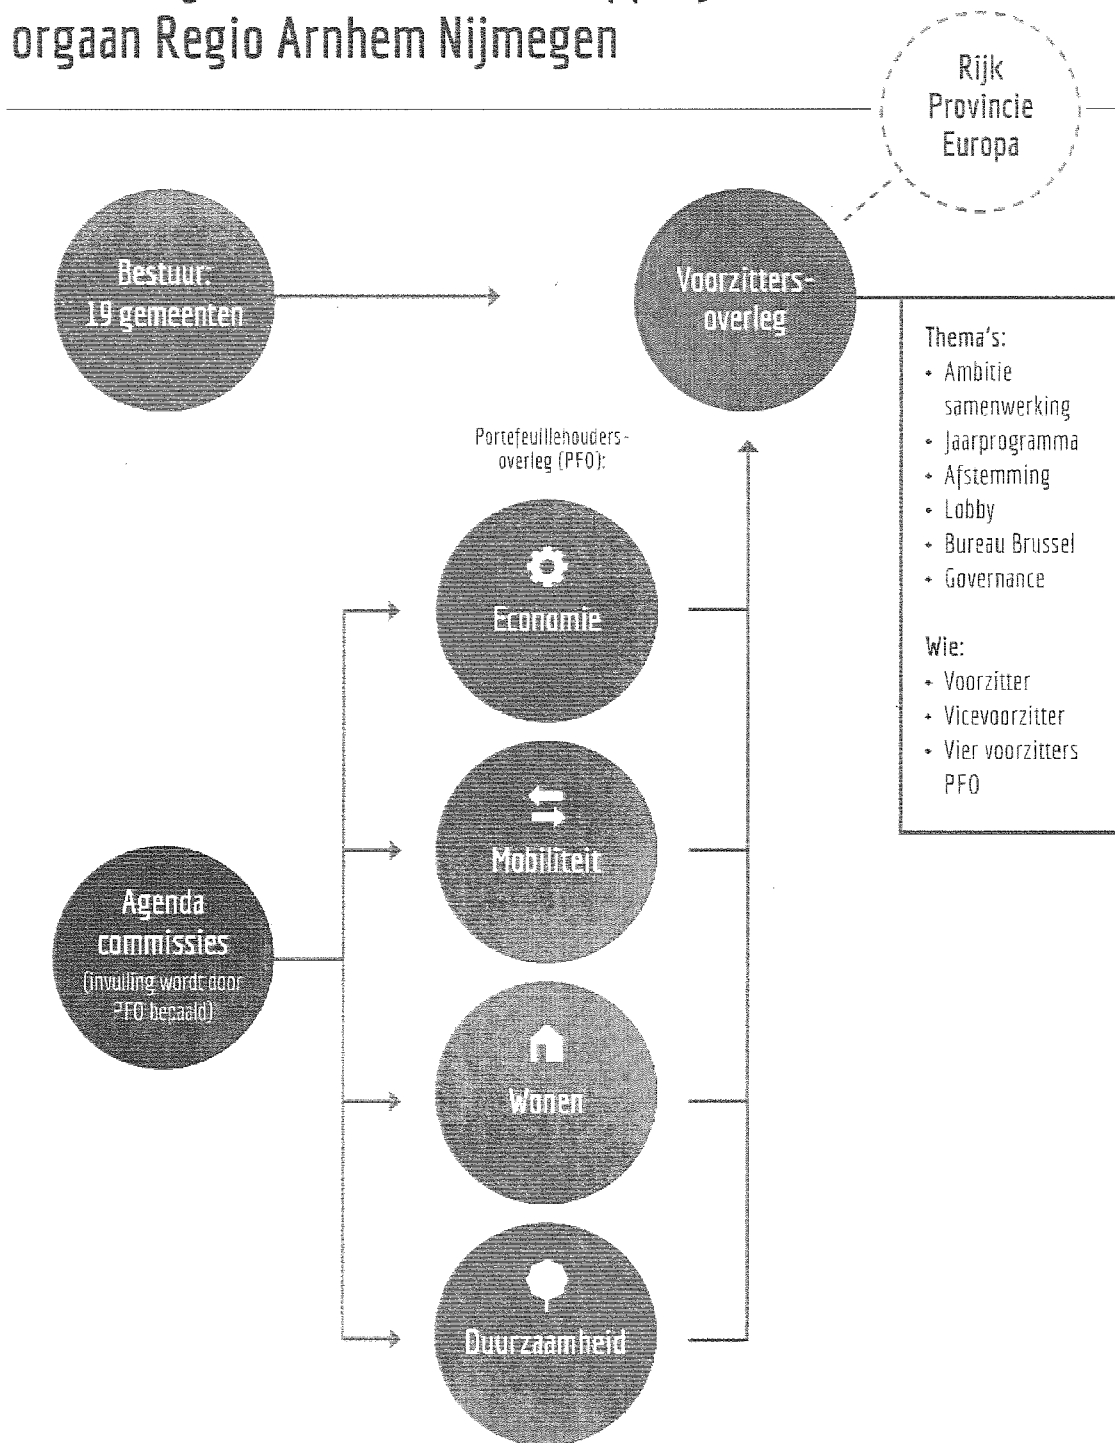 orgaan Regio Arnhem Nijmegen
Rijk
Provincie
Europa
Bestuur:
19 gemeenten
Voorzitters-
overleg
Thema's:
• Ambitie
samenwerking
• Jaarprogramma
• Afstemming
• Lobby
• Bureau Brussel
• Governance
Wie:
• Voorzitter
• Vicevoorzitter
• Vier voorzitters
PFO
Portefeuillehouders-
overleg (PFO):
Economie
Mobiliteit
Agenda
commissies
(invulling wordt door
PFO bepaald)
Wonen
Duurzaamheid